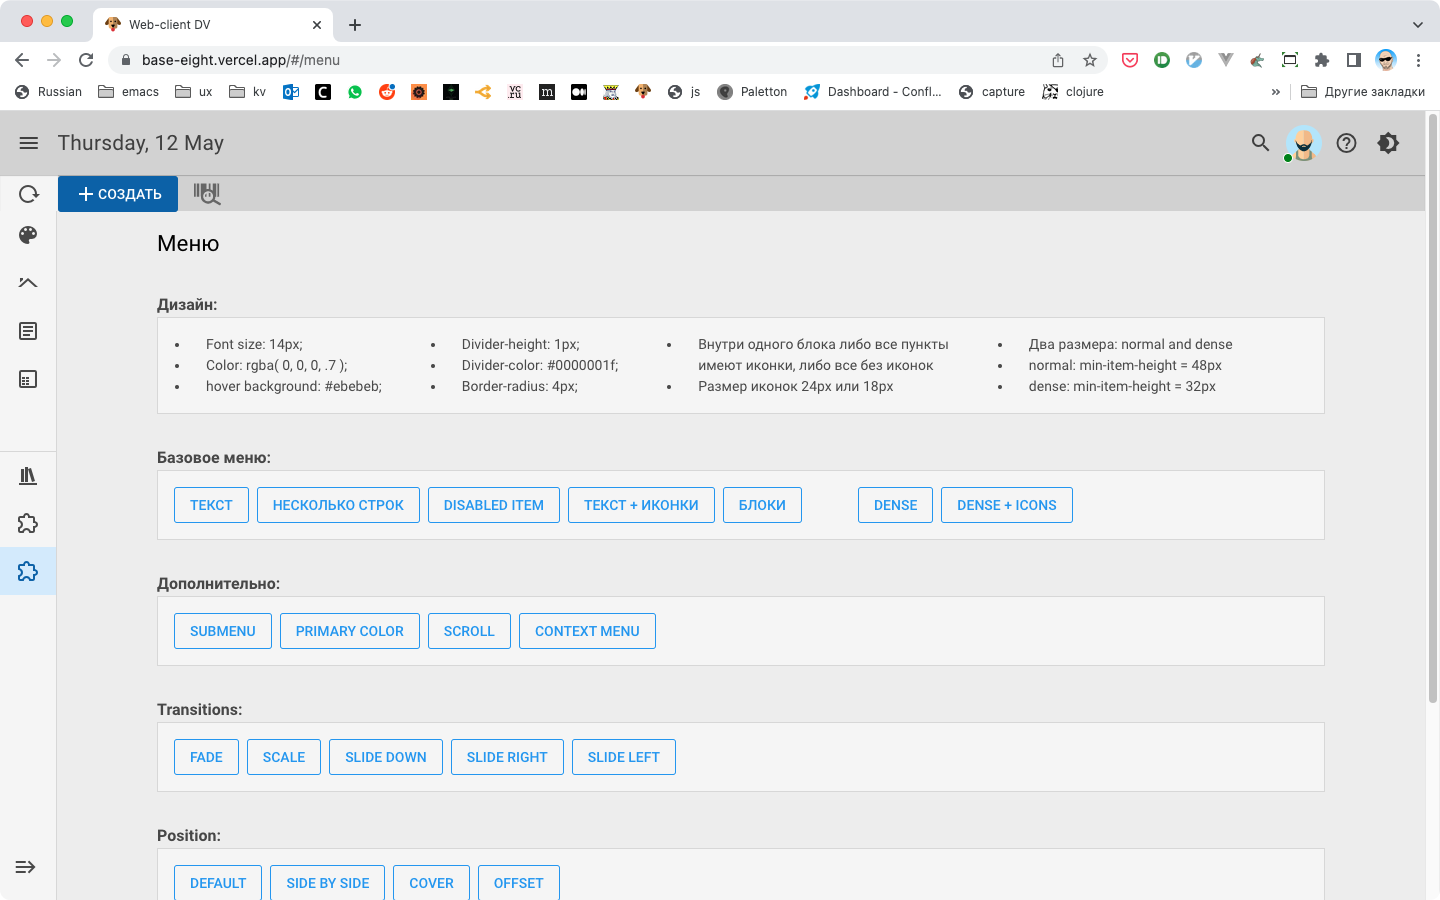 Web-client DV
base-eight.vercel.app/#/menu
Russian emacs ux kv vc.ru m js Paletton Dashboard - Confl... capture clojure » Другие закладки
Thursday, 12 May
СОЗДАТЬ
Меню
Дизайн:
Font size: 14px;
Color: rgba( 0, 0, 0, .7 );
hover background: #ebebeb;
Divider-height: 1px;
Divider-color: #0000001f;
Border-radius: 4px;
Внутри одного блока либо все пункты
имеют иконки, либо все без иконок
Размер иконок 24px или 18px
Два размера: normal and dense
normal: min-item-height = 48px
dense: min-item-height = 32px
Базовое меню:
ТЕКСТ НЕСКОЛЬКО СТРОК DISABLED ITEM ТЕКСТ + ИКОНКИ БЛОКИ DENSE DENSE + ICONS
Дополнительно:
SUBMENU PRIMARY COLOR SCROLL CONTEXT MENU
Transitions:
FADE SCALE SLIDE DOWN SLIDE RIGHT SLIDE LEFT
Position:
DEFAULT SIDE BY SIDE COVER OFFSET